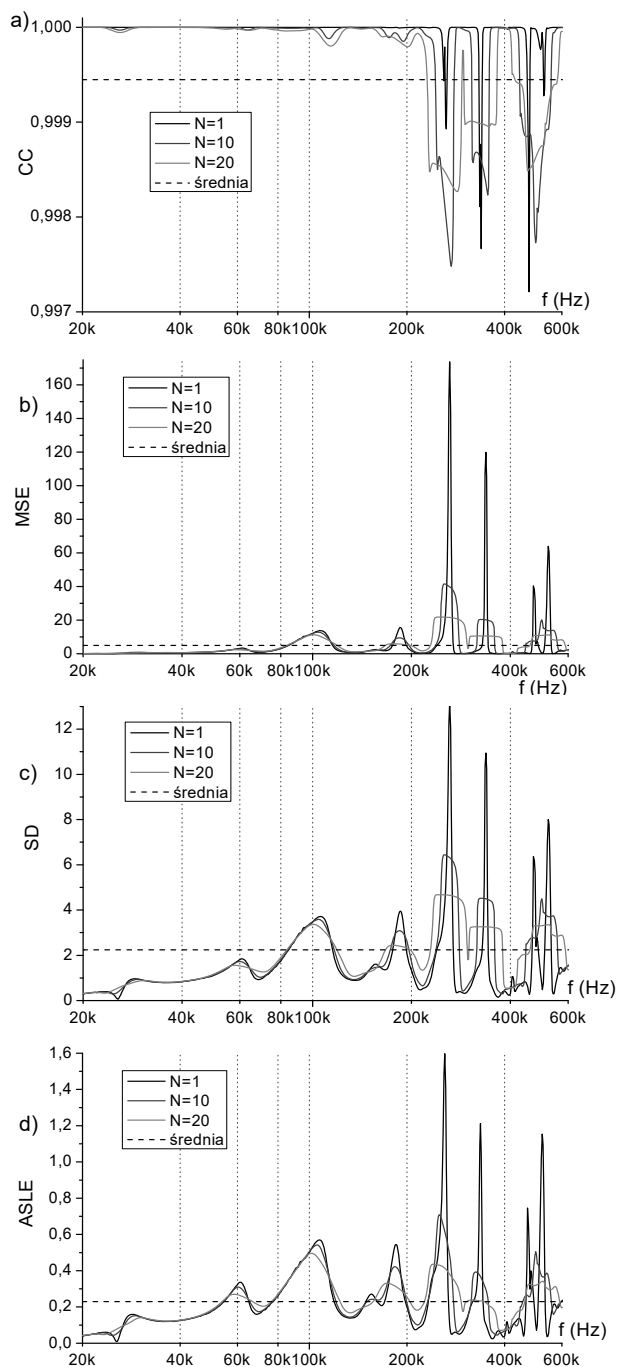 a)
1,000
0,999
0,998
0,997
CC
N=1
N=10
N=20
średnia
f (Hz)
20k 40k 60k 80k 100k 200k 400k 600k
b)
160
140
120
100
80
60
40
20
0
MSE
N=1
N=10
N=20
średnia
20k 40k 60k 80k 100k 200k 400k 600k
f (Hz)
c)
12
10
8
6
4
2
0
SD
N=1
N=10
N=20
średnia
f (Hz)
20k 40k 60k 80k 100k 200k 400k 600k
d)
1,6
1,4
1,2
1,0
0,8
0,6
0,4
0,2
0,0
ASLE
N=1
N=10
N=20
średnia
f (Hz)
20k 40k 60k 80k 100k 200k 400k 600k